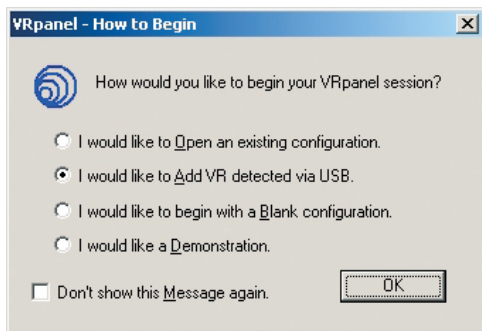 VRpanel - How to Begin
How would you like to begin your VRpanel session?
I would like to Open an existing configuration.
I would like to Add VR detected via USB.
I would like to begin with a Blank configuration.
I would like a Demonstration.
Don't show this Message again.
OK